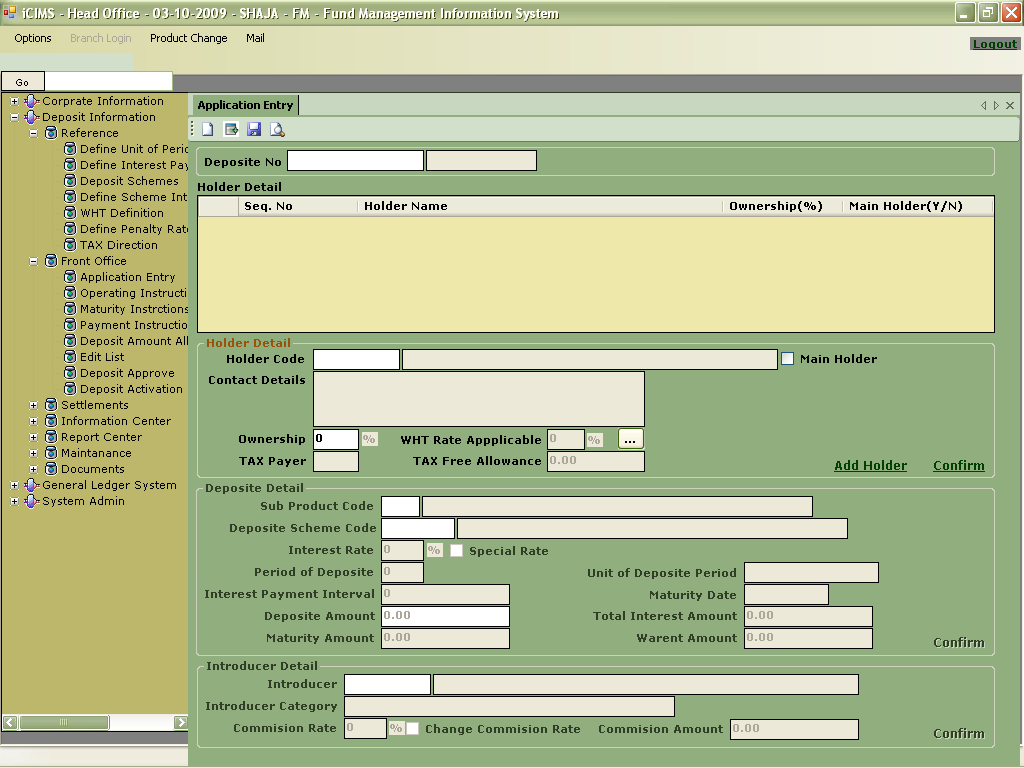 iCIMS - Head Office - 03-10-2009 - SHAJA - FM - Fund Management Information System
Options Branch Login Product Change Mail
Logout
Go
Corprate Information
Deposit Information
Reference
Define Unit of Perio
Define Interest Pay
Deposit Schemes
Define Scheme Int
WHT Definition
Define Penalty Rate
TAX Direction
Front Office
Application Entry
Operating Instructi
Maturity Instrctions
Payment Instructio
Deposit Amount All
Edit List
Deposit Approve
Deposit Activation
Settlements
Information Center
Report Center
Maintanance
Documents
General Ledger System
System Admin
Application Entry
Deposite No
Holder Detail
Seq. No Holder Name Ownership(%) Main Holder(Y/N)
Holder Detail
Holder Code Main Holder
Contact Details
Ownership 0 % WHT Rate Appplicable 0 % ...
TAX Payer TAX Free Allowance 0.00
Add Holder Confirm
Deposite Detail
Sub Product Code
Deposite Scheme Code
Interest Rate 0 % Special Rate
Period of Deposite 0 Unit of Deposite Period
Interest Payment Interval 0 Maturity Date
Deposite Amount 0.00 Total Interest Amount 0.00
Maturity Amount 0.00 Warent Amount 0.00
Confirm
Introducer Detail
Introducer
Introducer Category
Commision Rate 0 % Change Commision Rate Commision Amount 0.00
Confirm